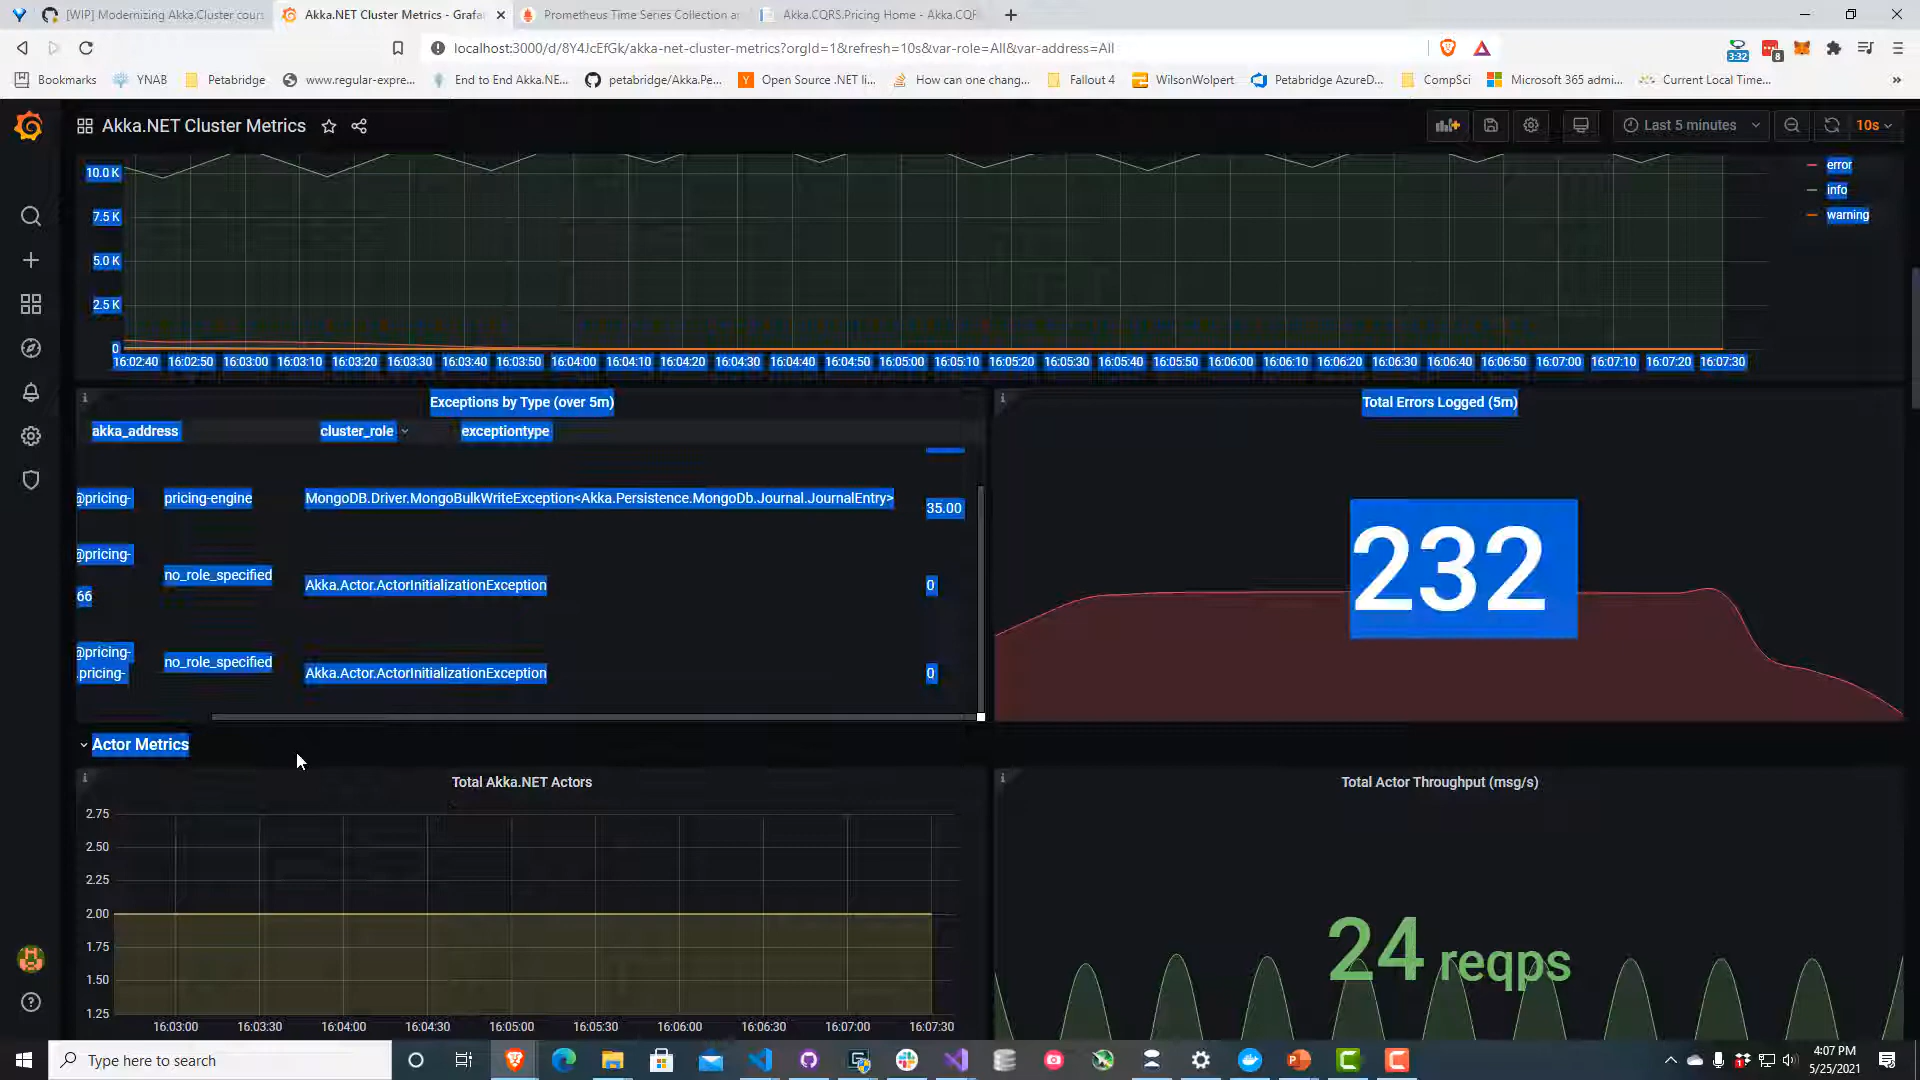 [WIP] Modernizing Akka.Cluster cours
Akka.NET Cluster Metrics - Grafan
Prometheus Time Series Collection a
Akka.CQRS.Pricing Home - Akka.CQR
localhost:3000/d/8Y4JcEfGk/akka-net-cluster-metrics?orgId=1&refresh=10s&var-role=All&var-address=All
3:32
8
Bookmarks
YNAB
Petabridge
www.regular-expre...
End to End Akka.NE...
petabridge/Akka.Pe...
Open Source .NET li...
How can one chang...
Fallout 4
WilsonWolpert
Petabridge AzureD...
CompSci
Microsoft 365 admi...
Current Local Time...
»
Akka.NET Cluster Metrics
Last 5 minutes
10s
10.0 K
7.5 K
5.0 K
2.5 K
0
16:02:40 16:02:50 16:03:00 16:03:10 16:03:20 16:03:30 16:03:40 16:03:50 16:04:00 16:04:10 16:04:20 16:04:30 16:04:40 16:04:50 16:05:00 16:05:10 16:05:20 16:05:30 16:05:40 16:05:50 16:06:00 16:06:10 16:06:20 16:06:30 16:06:40 16:06:50 16:07:00 16:07:10 16:07:20 16:07:30
error
info
warning
Exceptions by Type (over 5m)
akka_address cluster_role exceptiontype
@pricing- pricing-engine MongoDB.Driver.MongoBulkWriteException<Akka.Persistence.MongoDb.Journal.JournalEntry> 35.00
@pricing-
66 no_role_specified Akka.Actor.ActorInitializationException 0
@pricing-
.pricing- no_role_specified Akka.Actor.ActorInitializationException 0
Total Errors Logged (5m)
232
Actor Metrics
Total Akka.NET Actors
2.75
2.50
2.25
2.00
1.75
1.50
1.25
16:03:00 16:03:30 16:04:00 16:04:30 16:05:00 16:05:30 16:06:00 16:06:30 16:07:00 16:07:30
Total Actor Throughput (msg/s)
24 reqps
Type here to search
4:07 PM
5/25/2021